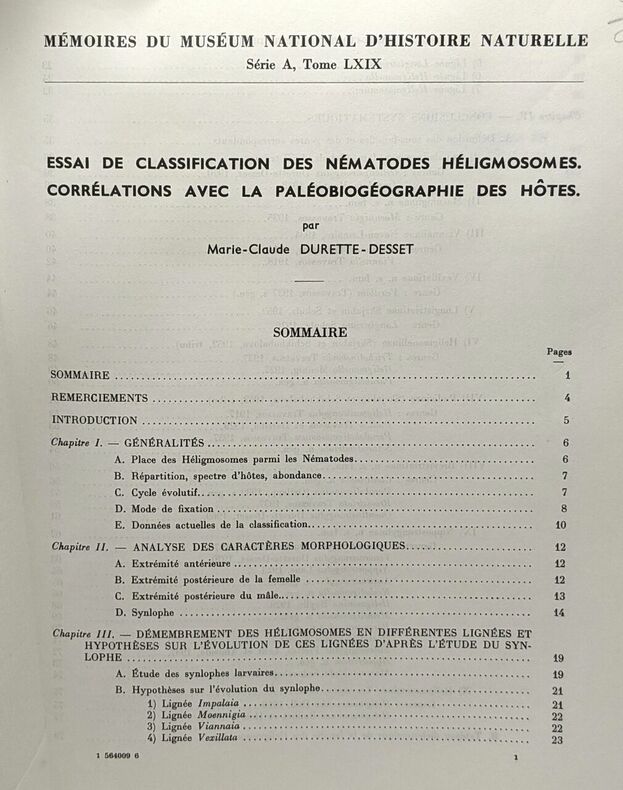 MÉMOIRES DU MUSÉUM NATIONAL D'HISTOIRE NATURELLE
Série A, Tome LXIX
ESSAI DE CLASSIFICATION DES NÉMATODES HÉLIGMOSOMES.
CORRÉLATIONS AVEC LA PALÉOBIOGÉOGRAPHIE DES HÔTES.
par
Marie-Claude DURETTE-DESSET
SOMMAIRE
Pages
SOMMAIRE 1
REMERCIEMENTS 4
INTRODUCTION 5
Chapitre I. — GÉNÉRALITÉS 6
A. Place des Héligmosomes parmi les Nématodes 6
B. Répartition, spectre d'hôtes, abondance 7
C. Cycle évolutif 7
D. Mode de fixation 8
E. Données actuelles de la classification 10
Chapitre II. — ANALYSE DES CARACTÈRES MORPHOLOGIQUES 12
A. Extrémité antérieure 12
B. Extrémité postérieure de la femelle 12
C. Extrémité postérieure du mâle 13
D. Synlophe 14
Chapitre III. — DÉMEMBREMENT DES HÉLIGMOSOMES EN DIFFÉRENTES LIGNÉES ET
HYPOTHÈSES SUR L'ÉVOLUTION DE CES LIGNÉES D'APRÈS L'ÉTUDE DU SYN-
LOPHE 19
A. Étude des synlophes larvaires 19
B. Hypothèses sur l'évolution du synlophe 21
1) Lignée Impalaia 21
2) Lignée Moennigia 22
3) Lignée Viannaia 22
4) Lignée Vexillata 23
1 564009 6 1